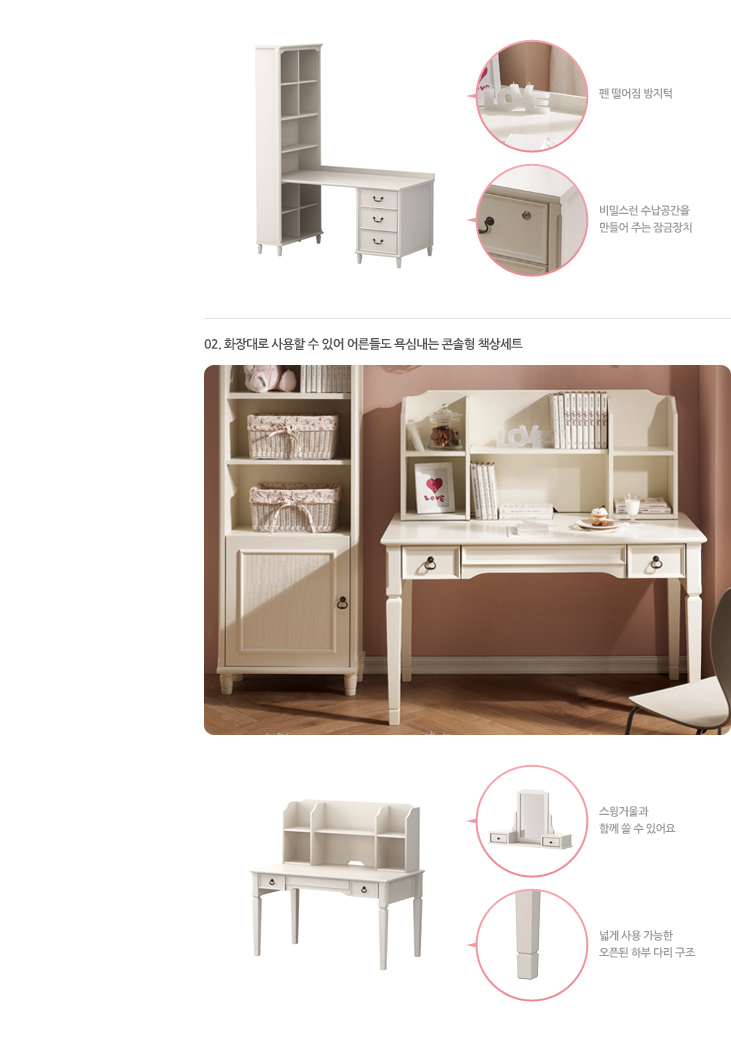 펜 떨어짐 방지턱
비밀스런 수납공간을
만들어 주는 잠금장치
02. 화장대로 사용할 수 있어 어른들도 욕심내는 콘솔형 책상세트
LOVE
LOVE
스윙거울과
함께 쓸 수 있어요
넓게 사용 가능한
오픈된 하부 다리 구조